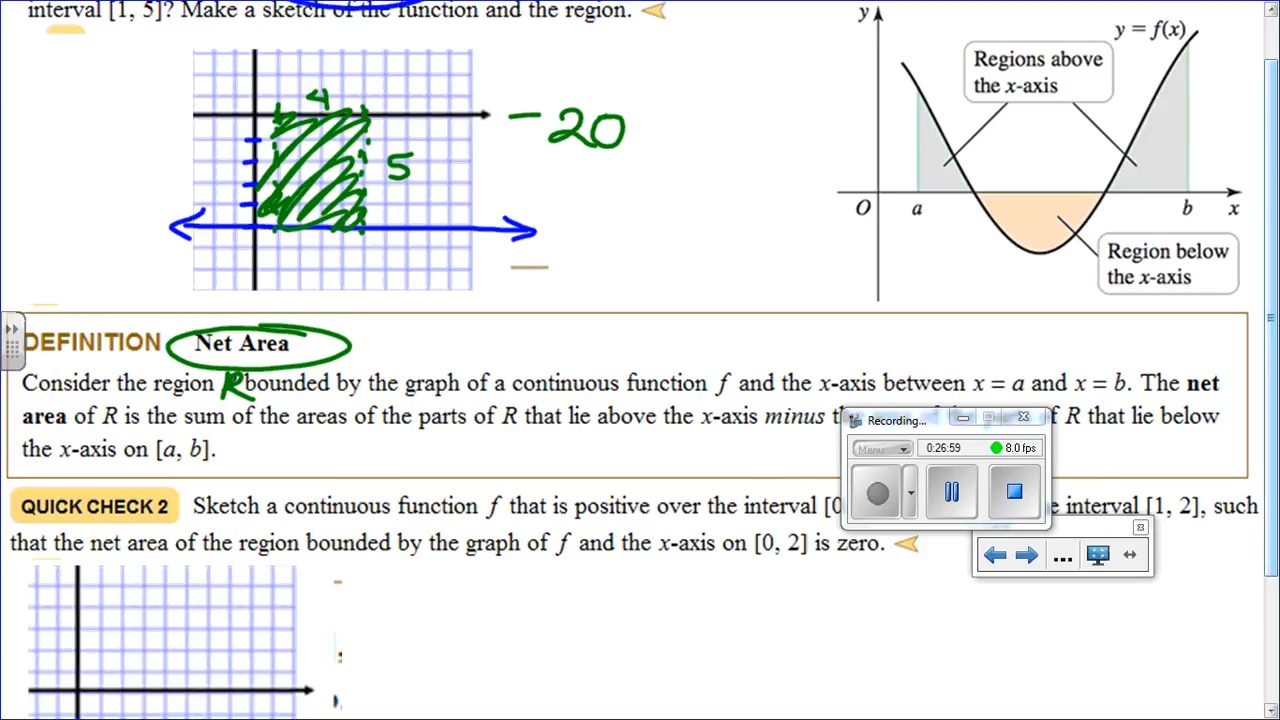 interval [1, 5]? Make a sketch of the function and the region.
4
5
-20
y
y = f(x)
Regions above
the x-axis
O
a
b
x
Region below
the x-axis
DEFINITION Net Area
Consider the region R bounded by the graph of a continuous function f and the x-axis between x = a and x = b. The net
area of R is the sum of the areas of the parts of R that lie above the x-axis minus of R that lie below
the x-axis on [a, b].
Recording...
Menu
0:26:59
8.0 fps
QUICK CHECK 2 Sketch a continuous function f that is positive over the interval [0 interval [1, 2], such
that the net area of the region bounded by the graph of f and the x-axis on [0, 2] is zero.